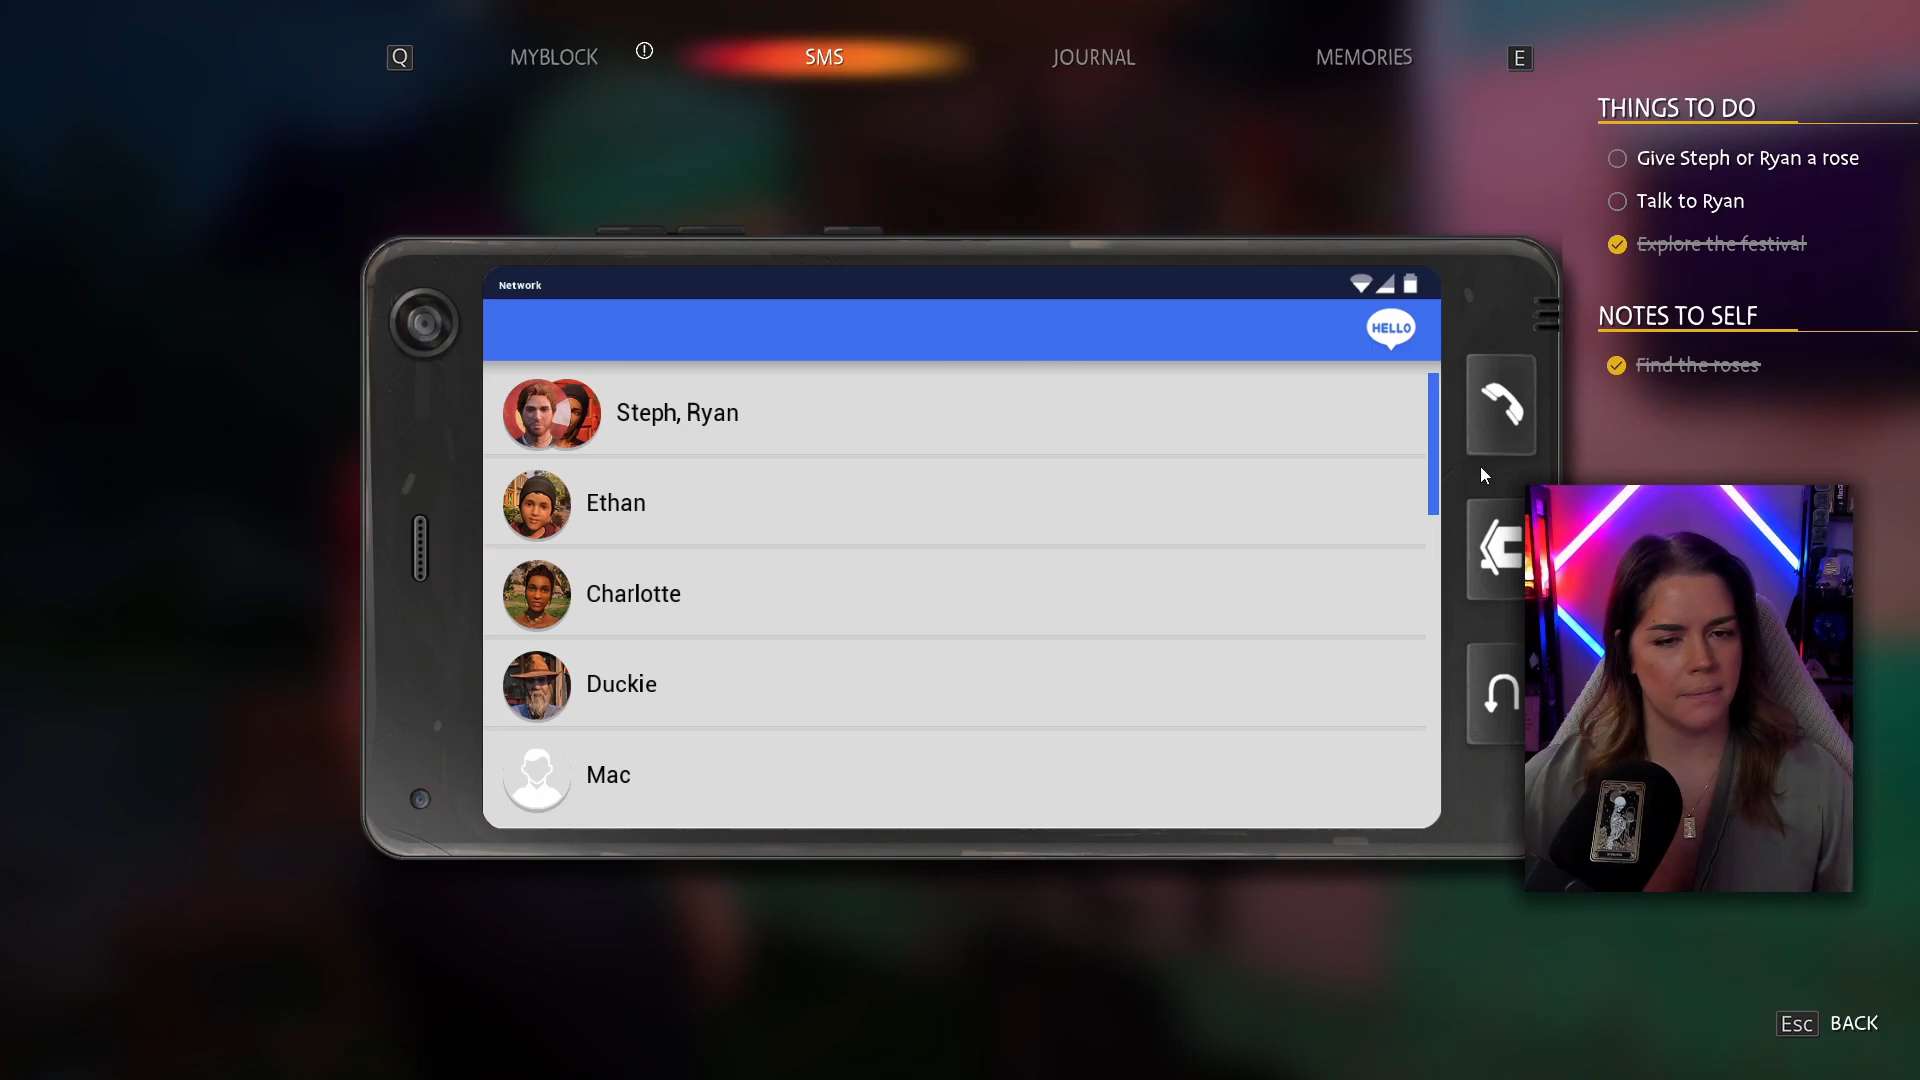 Q
MYBLOCK
SMS
JOURNAL
MEMORIES
E
THINGS TO DO
Give Steph or Ryan a rose
Talk to Ryan
Explore the festival
NOTES TO SELF
Find the roses
Network
HELLO
Steph, Ryan
Ethan
Charlotte
Duckie
Mac
Esc BACK